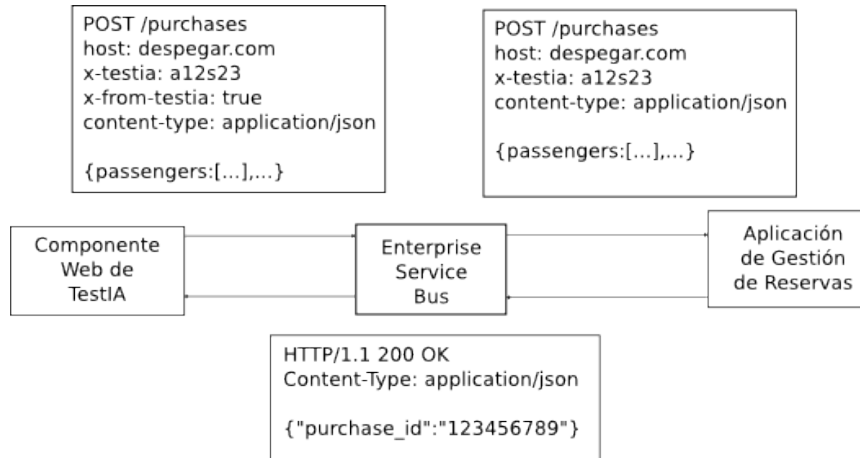 POST /purchases
host: despegar.com
x-testia: a12s23
x-from-testia: true
content-type: application/json
{passengers:[...],...}
POST /purchases
host: despegar.com
x-testia: a12s23
content-type: application/json
{passengers:[...],...}
Componente
Web de
TestIA
Enterprise
Service
Bus
Aplicación
de Gestión
de Reservas
HTTP/1.1 200 OK
Content-Type: application/json
{"purchase_id":"123456789"}